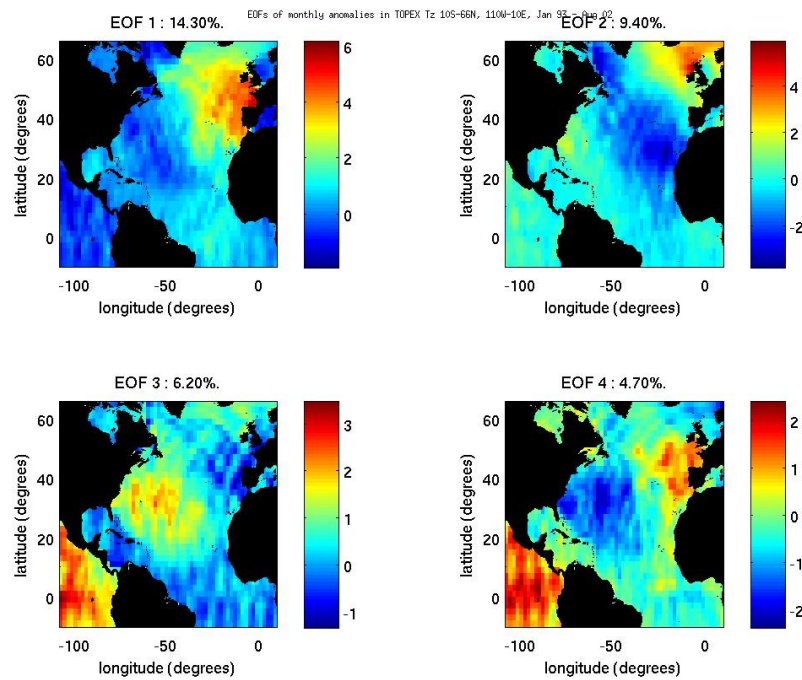 EOFs of monthly anomalies in TOPEX Tz 10S-66N, 110W-10E, Jan 93 - Aug 02
EOF 1 : 14.30%.
60
40
20
0
latitude (degrees)
-100 -50 0
longitude (degrees)
6
4
2
0
EOF 2 : 9.40%.
60
40
20
0
latitude (degrees)
-100 -50 0
longitude (degrees)
4
2
0
-2
EOF 3 : 6.20%.
60
40
20
0
latitude (degrees)
-100 -50 0
longitude (degrees)
3
2
1
0
-1
EOF 4 : 4.70%.
60
40
20
0
latitude (degrees)
-100 -50 0
longitude (degrees)
2
1
0
-1
-2